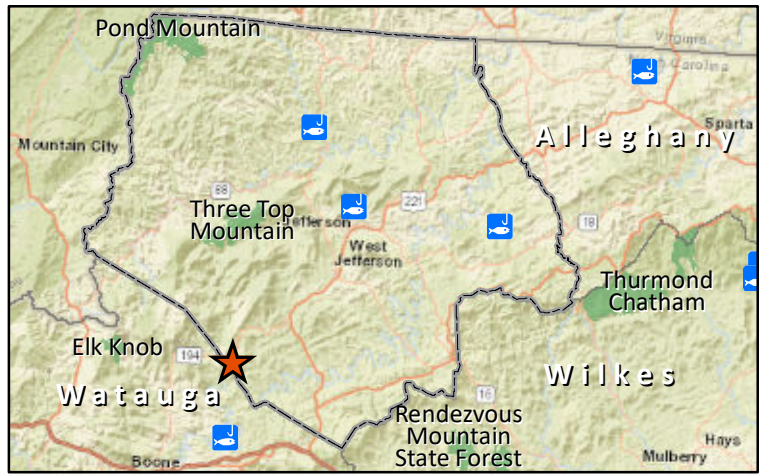 Pond Mountain
Virginia
North Carolina
Sparta
Alleghany
Mountain City
88
221
Three Top
Mountain
Jefferson
18
West
Jefferson
Thurmond
Chatham
Elk Knob
194
Wilkes
Watauga
16
Rendezvous
Mountain
State Forest
Hays
Mulberry
Boone